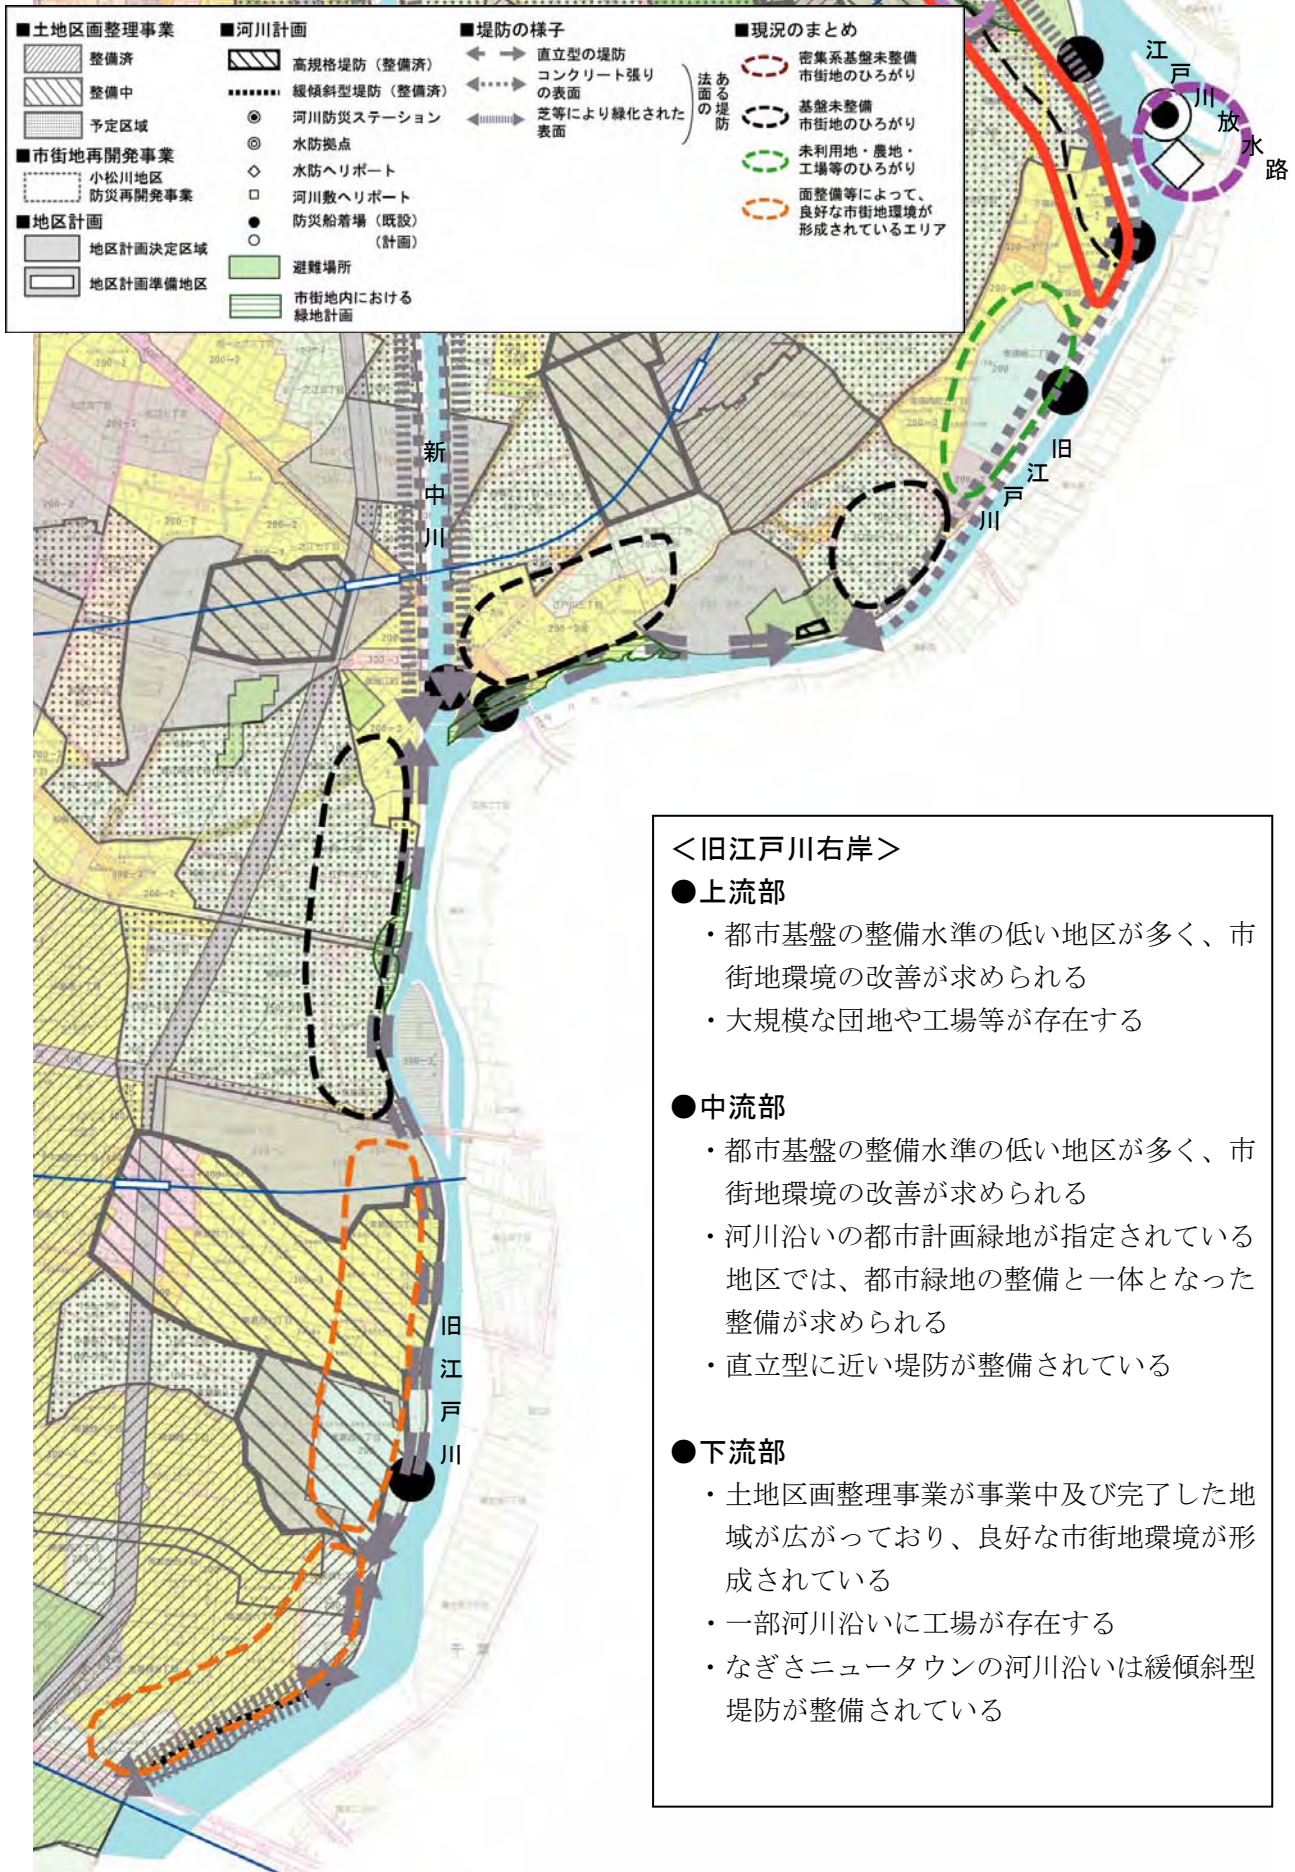 ■土地区画整理事業
整備済
整備中
予定区域
■市街地再開発事業
小松川地区
防災再開発事業
■地区計画
地区計画決定区域
地区計画準備地区
■河川計画
高規格堤防（整備済）
緩傾斜型堤防（整備済）
河川防災ステーション
水防拠点
水防ヘリポート
河川敷ヘリポート
防災船着場（既設）
（計画）
避難場所
市街地内における
緑地計画
■堤防の様子
直立型の堤防
コンクリート張り
の表面
芝等により緑化された
表面
法面の
ある堤防
■現況のまとめ
密集系基盤未整備
市街地のひろがり
基盤未整備
市街地のひろがり
未利用地・農地・
工場等のひろがり
面整備等によって、
良好な市街地環境が
形成されているエリア
江戸川放水路
旧江戸川
新中川
旧江戸川
＜旧江戸川右岸＞
●上流部
・都市基盤の整備水準の低い地区が多く、市
街地環境の改善が求められる
・大規模な団地や工場等が存在する
●中流部
・都市基盤の整備水準の低い地区が多く、市
街地環境の改善が求められる
・河川沿いの都市計画緑地が指定されている
地区では、都市緑地の整備と一体となった
整備が求められる
・直立型に近い堤防が整備されている
●下流部
・土地区画整理事業が事業中及び完了した地
域が広がっており、良好な市街地環境が形
成されている
・一部河川沿いに工場が存在する
・なぎさニュータウンの河川沿いは緩傾斜型
堤防が整備されている